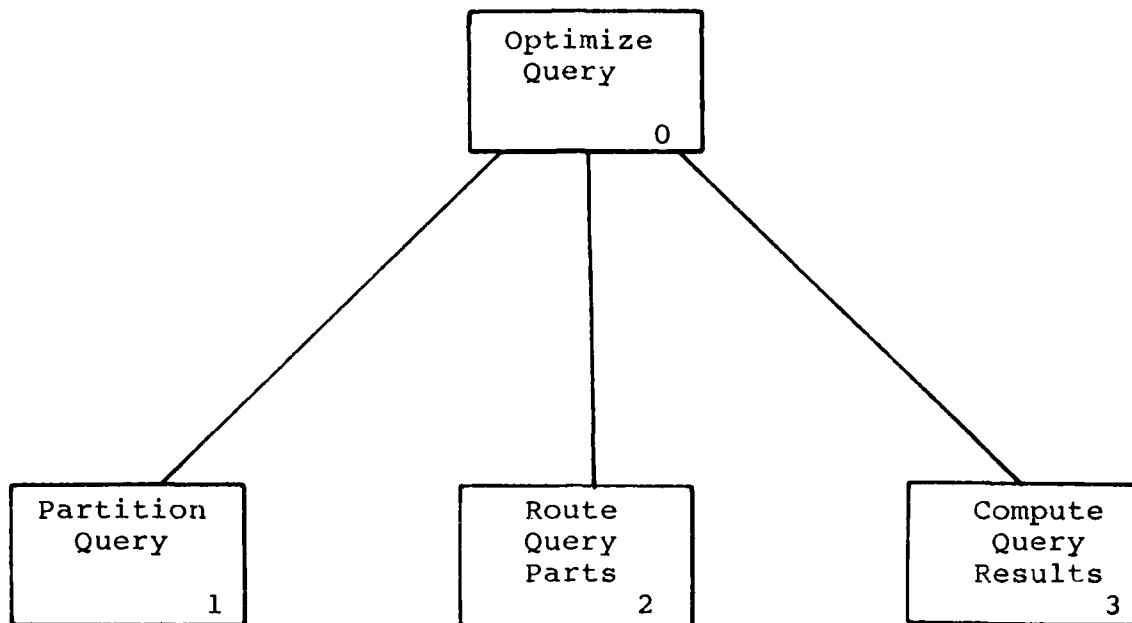 Optimize
Query
0
Partition
Query
1
Route
Query
Parts
2
Compute
Query
Results
3